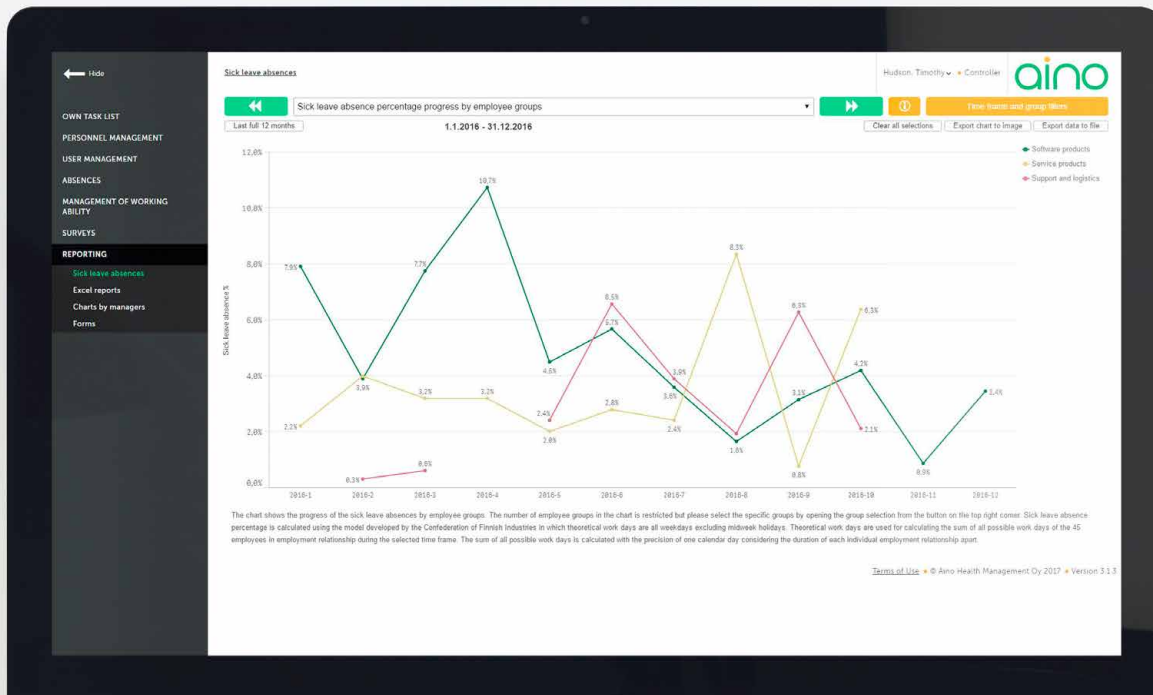 Hide
Sick leave absences
Hudson, Timothy • Controller
aino
Sick leave absence percentage progress by employee groups
Time frame and group filters
Last full 12 months
1.1.2016 - 31.12.2016
Clear all selections
Export chart to image
Export data to file
OWN TASK LIST
PERSONNEL MANAGEMENT
USER MANAGEMENT
ABSENCES
MANAGEMENT OF WORKING
ABILITY
SURVEYS
REPORTING
Sick leave absences
Excel reports
Charts by managers
Forms
Software products
Service products
Support and logistics
Sick leave absence %
12,0%
10,0%
8,0%
6,0%
4,0%
2,0%
0,0%
7.9%
7.7%
10.7%
5.7%
3.1%
4.2%
0.9%
3.4%
1.6%
3.9%
2.2%
3.2%
3.2%
2.0%
2.8%
2.4%
8.3%
0.8%
6.3%
0.3%
0.6%
2.4%
3.9%
2.1%
2016-1 2016-2 2016-3 2016-4 2016-5 2016-6 2016-7 2016-8 2016-9 2016-10 2016-11 2016-12
The chart shows the progress of the sick leave absences by employee groups. The number of employee groups in the chart is restricted but please select the specific groups by opening the group selection from the button on the top right corner. Sick leave absence
percentage is calculated using the model developed by the Confederation of Finnish Industries in which theoretical work days are all weekdays excluding midweek holidays. Theoretical work days are used for calculating the sum of all possible work days of the 45
employees in employment relationship during the selected time frame. The sum of all possible work days is calculated with the precision of one calendar day considering the duration of each individual employment relationship apart.
Terms of Use • © Aino Health Management Oy 2017 • Version 3.1.3